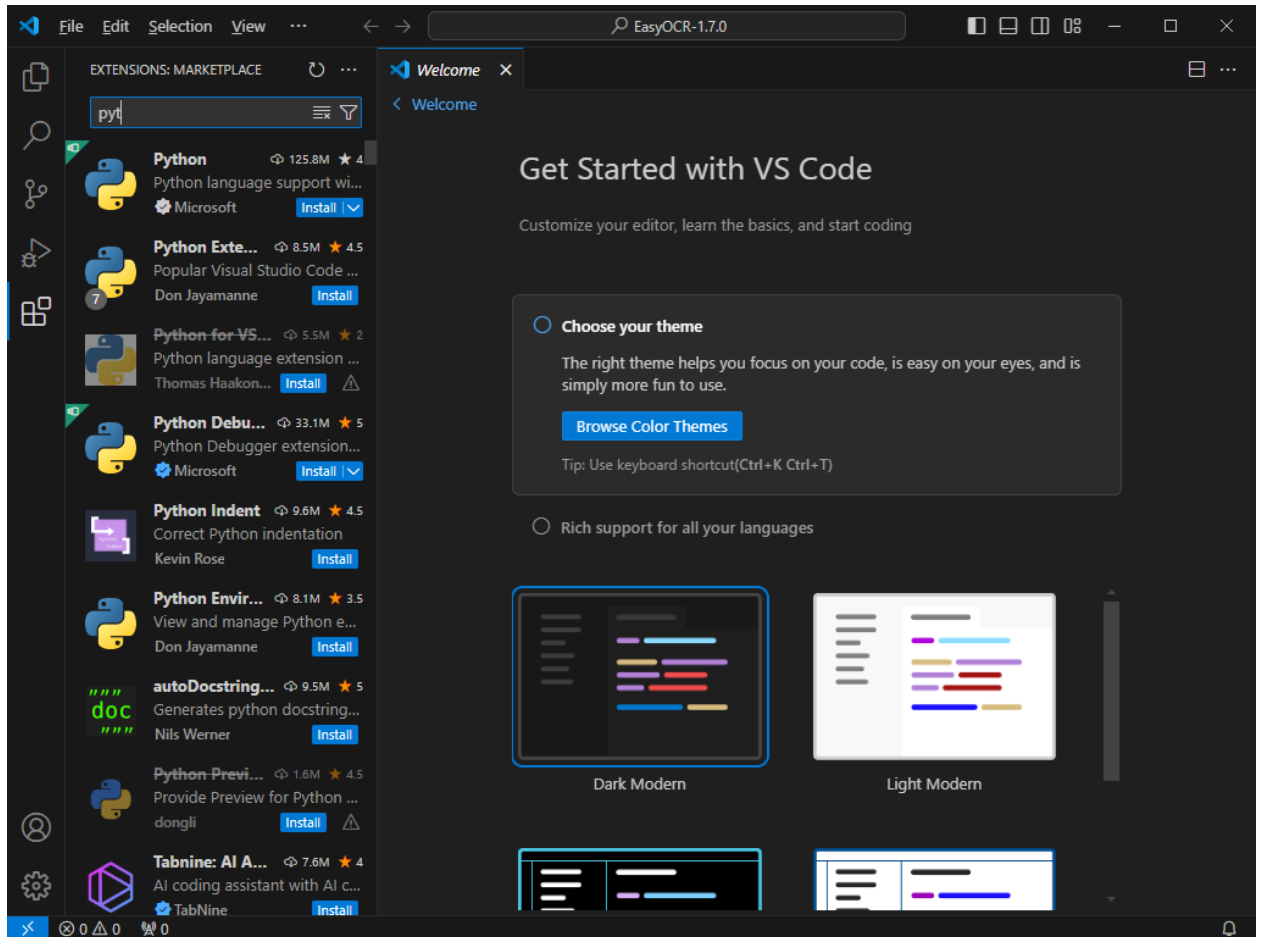 File Edit Selection View ··· EasyOCR-1.7.0
EXTENSIONS: MARKETPLACE
pyt
Python 125.8M ★ 4
Python language support wi...
Microsoft Install
Python Exte... 8.5M ★ 4.5
Popular Visual Studio Code ...
7
Don Jayamanne Install
Python for VS... 5.5M ★ 2
Python language extension ...
Thomas Haakon... Install
Python Debu... 33.1M ★ 5
Python Debugger extension...
Microsoft Install
Python Indent 9.6M ★ 4.5
Correct Python indentation
Kevin Rose Install
Python Envir... 8.1M ★ 3.5
View and manage Python e...
Don Jayamanne Install
autoDocstring... 9.5M ★ 5
"""
doc
"""
Generates python docstring...
Nils Werner Install
Python Previ... 1.6M ★ 4.5
Provide Preview for Python ...
dongli Install
Tabnine: AI A... 7.6M ★ 4
AI coding assistant with AI c...
TabNine Install
Welcome
Welcome
Get Started with VS Code
Customize your editor, learn the basics, and start coding
Choose your theme
The right theme helps you focus on your code, is easy on your eyes, and is
simply more fun to use.
Browse Color Themes
Tip: Use keyboard shortcut(Ctrl+K Ctrl+T)
Rich support for all your languages
Dark Modern Light Modern
0 0 0